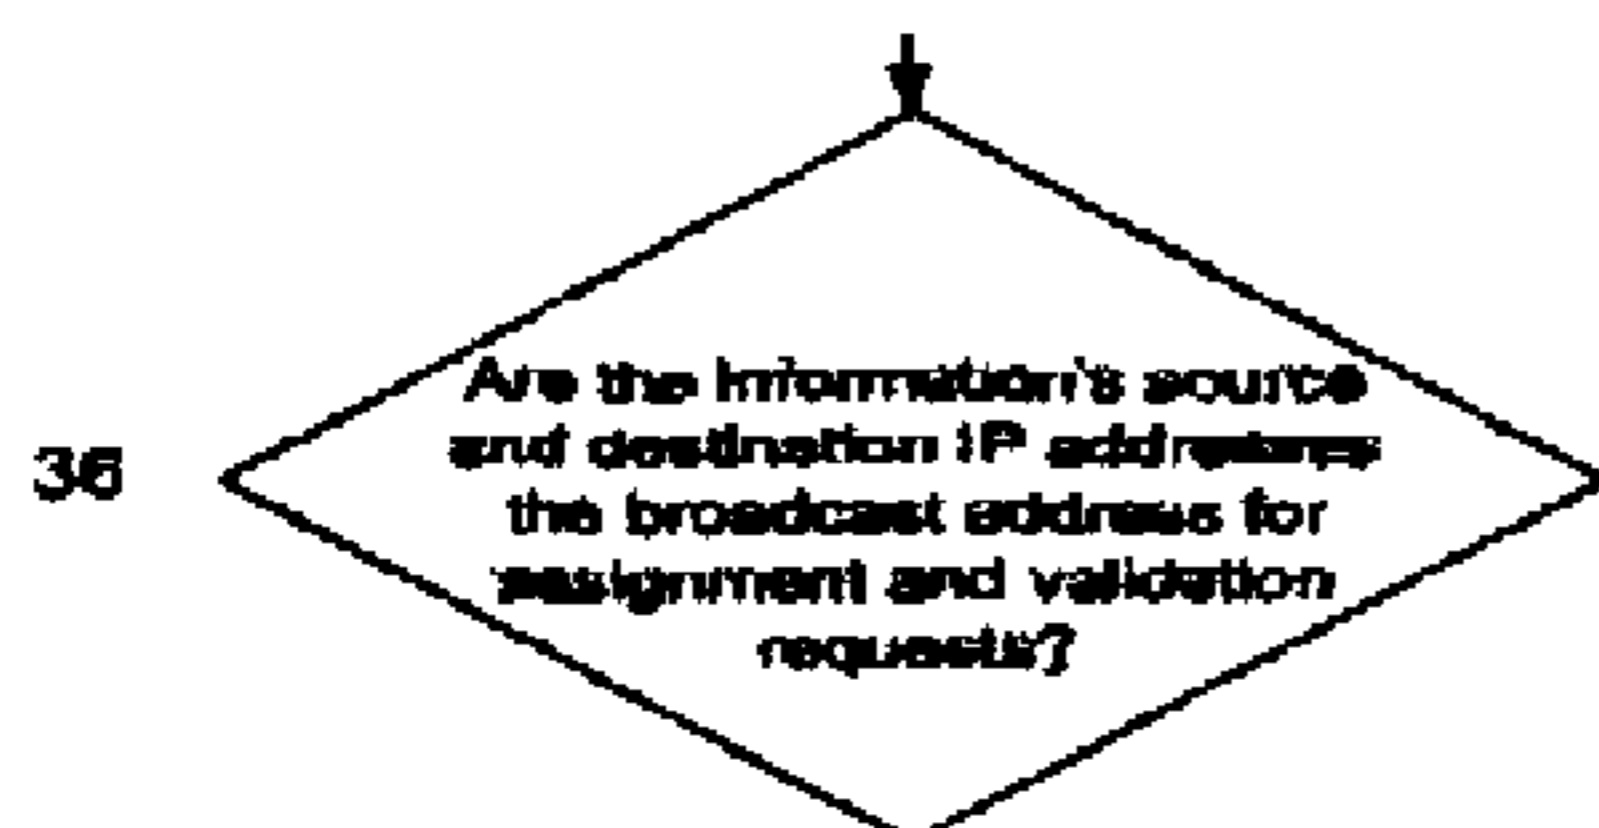 36
Are the Information's source
and destination IP addresses
the broadcast address for
assignment and validation
requests?